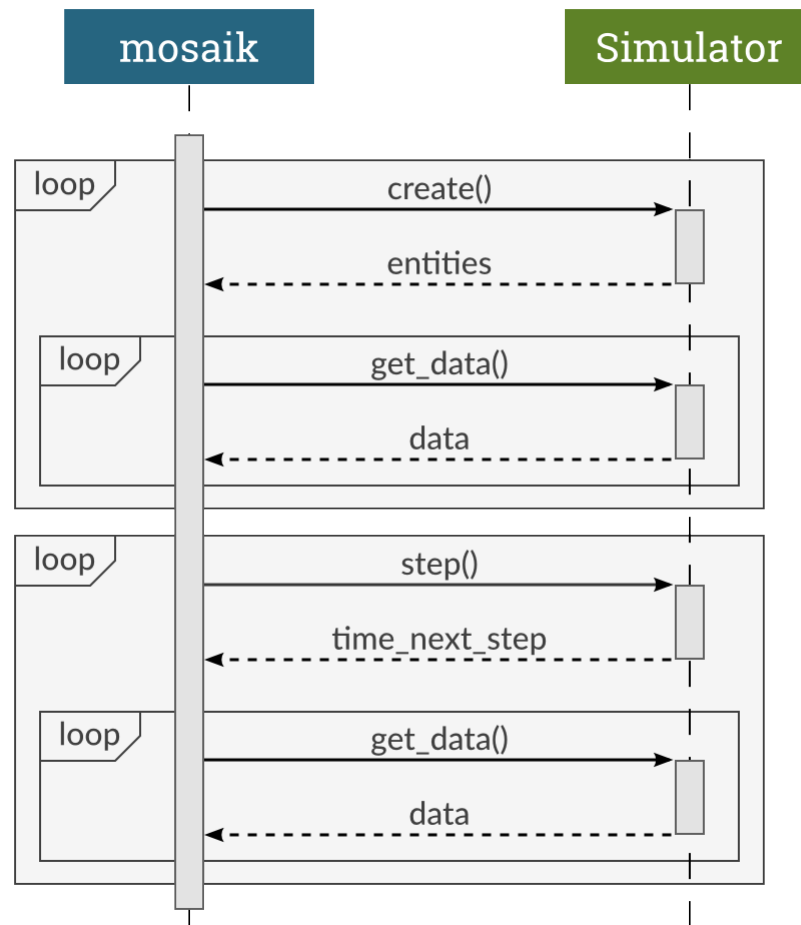 mosaik
Simulator
loop
create()
entities
loop
get_data()
data
loop
step()
time_next_step
loop
get_data()
data